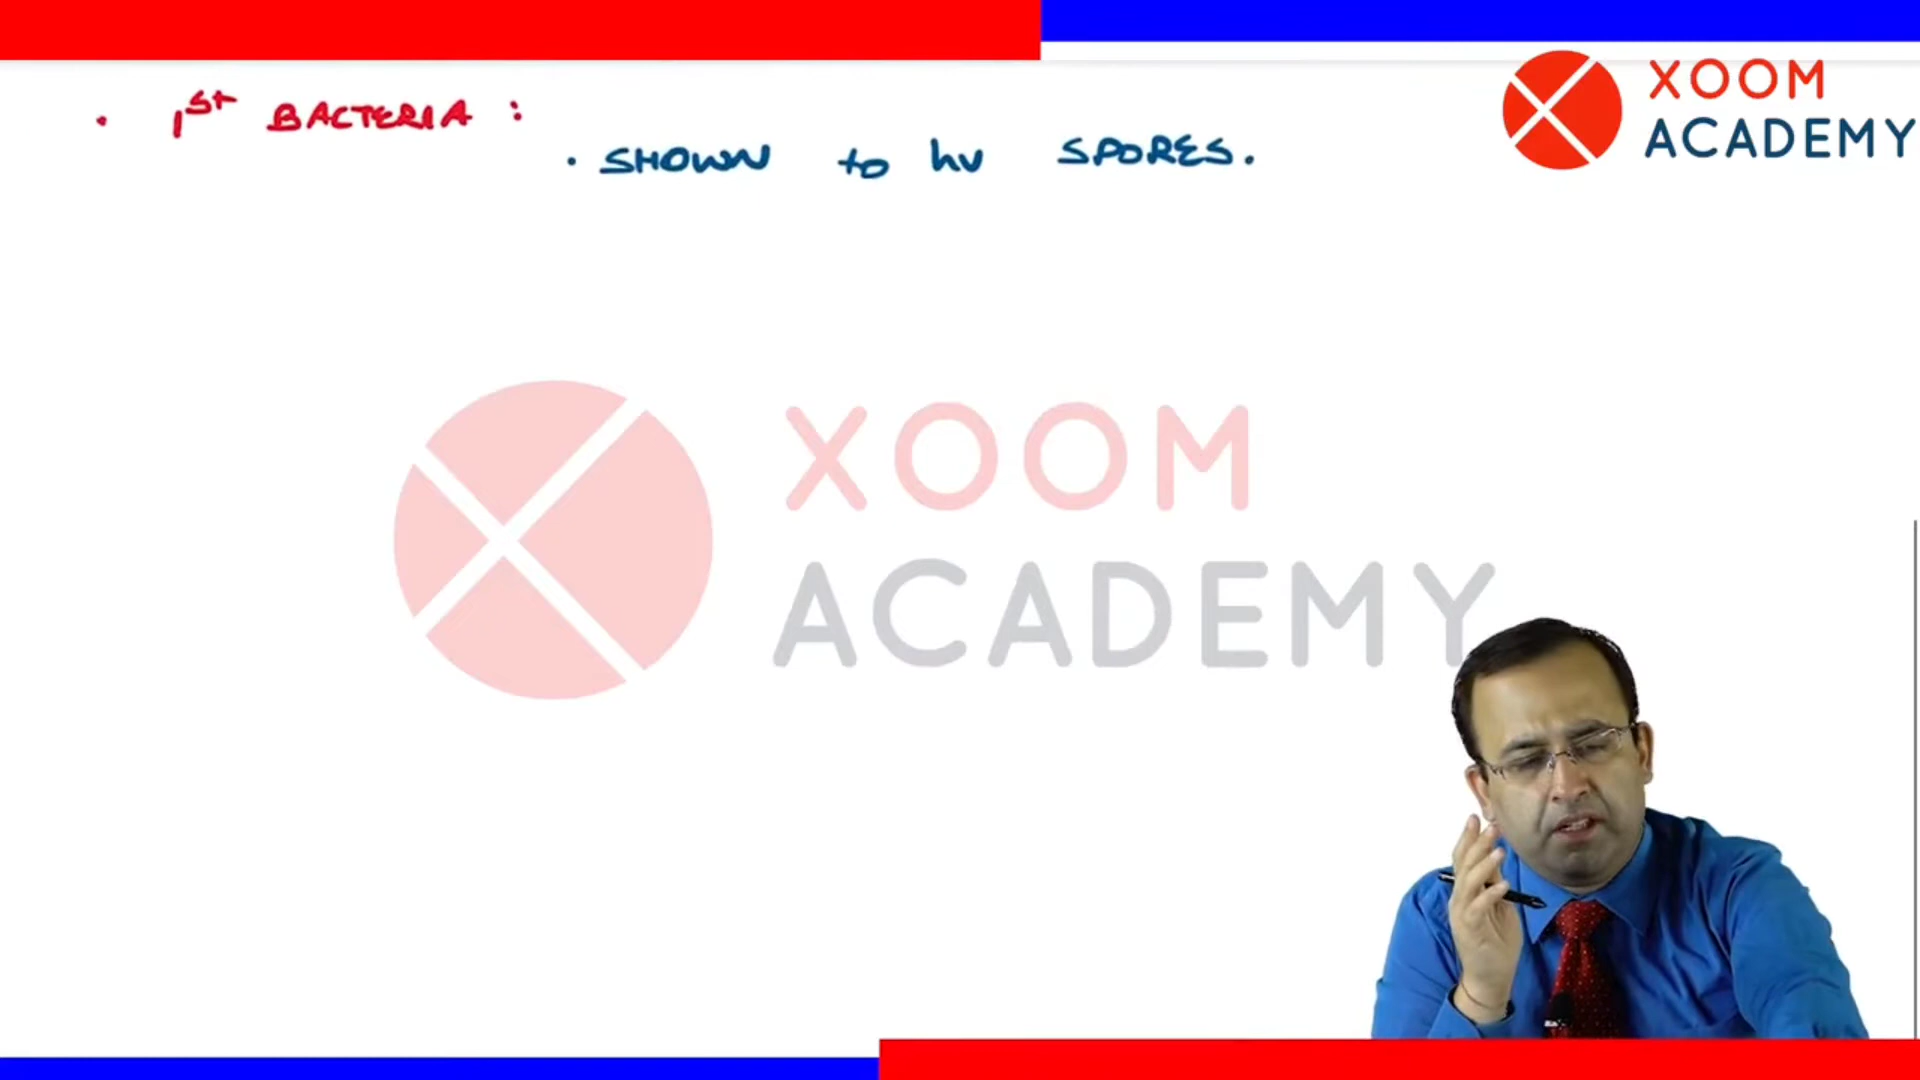 • 1st BACTERIA :
• SHOWN to hv SPORES.
XOOM
ACADEMY
XOOM
ACADEMY